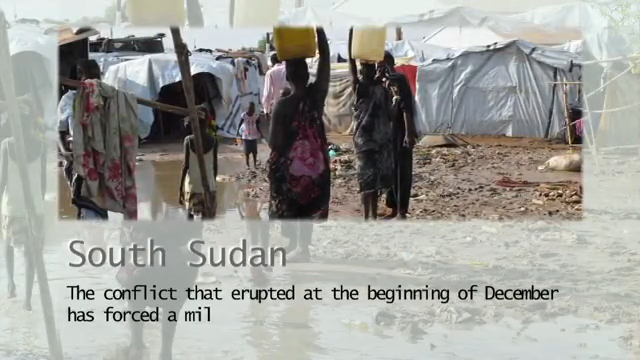 South Sudan
The conflict that erupted at the beginning of December
has forced a mil